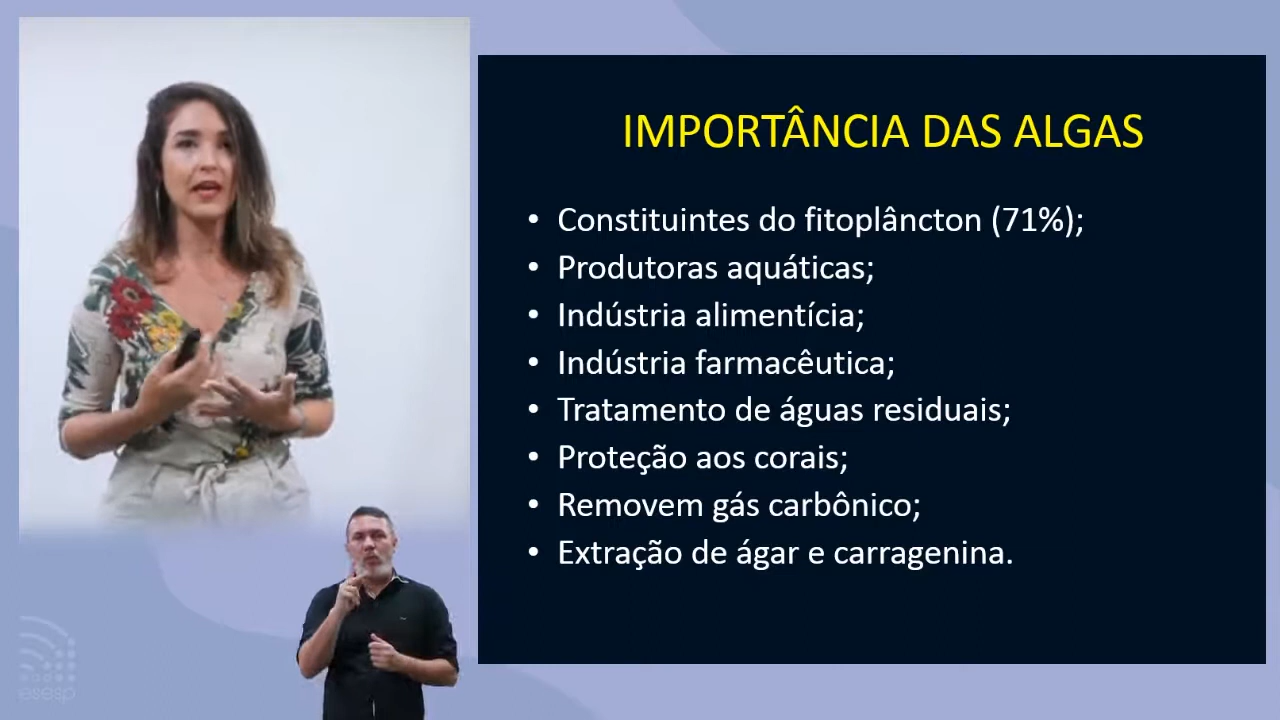 IMPORTÂNCIA DAS ALGAS
• Constituintes do fitoplâncton (71%);
• Produtoras aquáticas;
• Indústria alimentícia;
• Indústria farmacêutica;
• Tratamento de águas residuais;
• Proteção aos corais;
• Removem gás carbônico;
• Extração de ágar e carragenina.
esesp